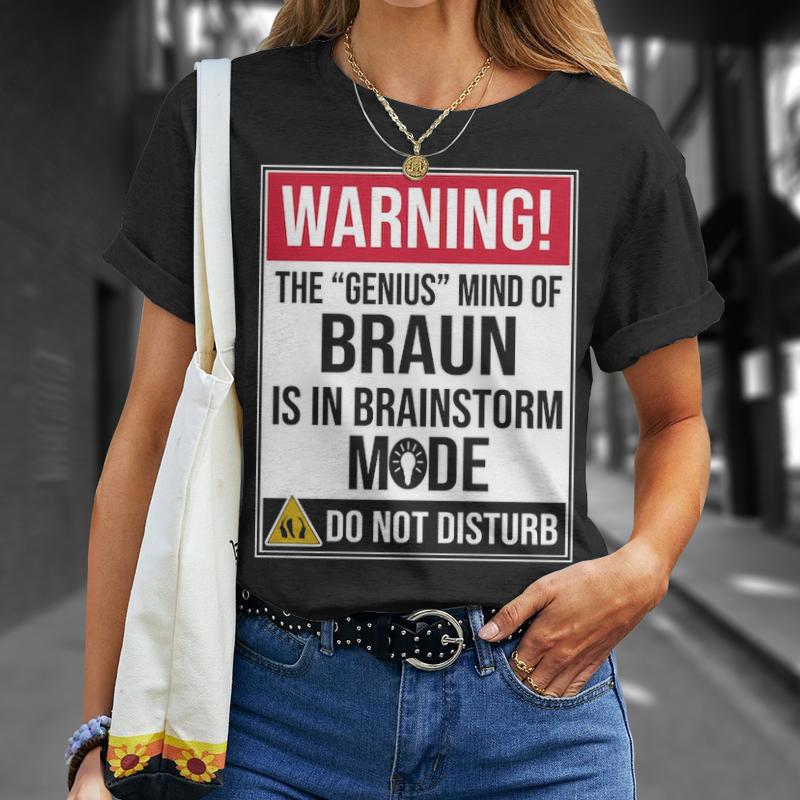 WARNING!
THE “GENIUS” MIND OF
BRAUN
IS IN BRAINSTORM
MODE
DO NOT DISTURB